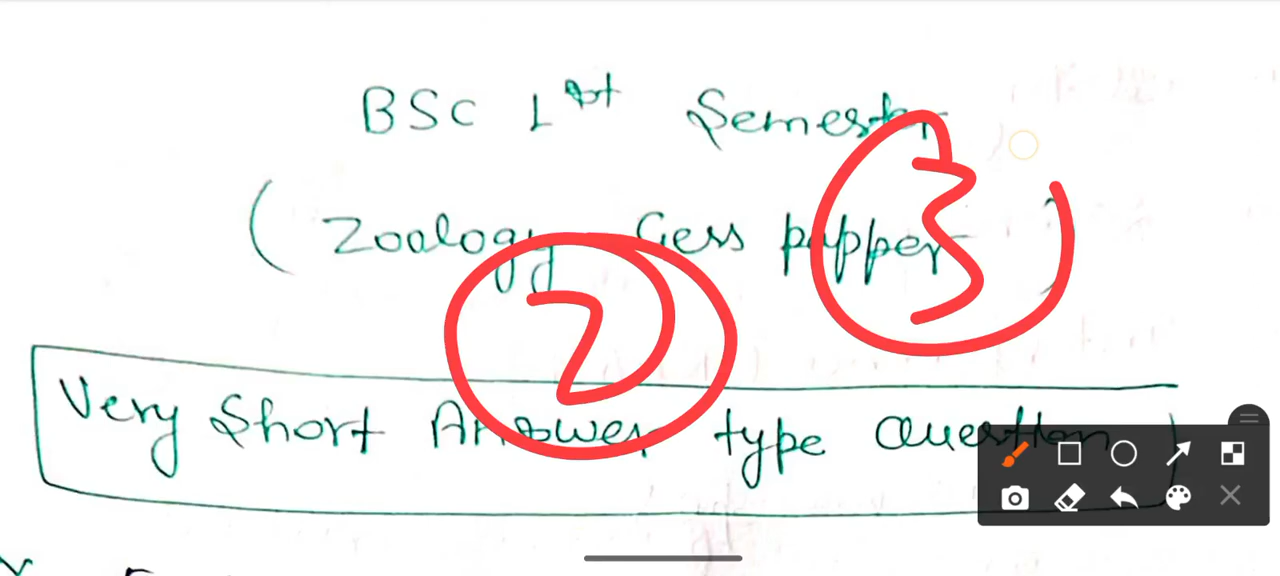 BSc 1st Semester
( Zoology Gess papper )
2
3
Very Short Answer type Question